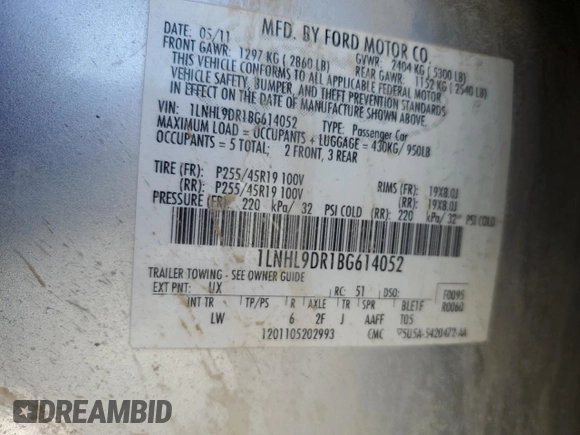 DATE: 05/11 MFD. BY FORD MOTOR CO.
FRONT GAWR: 1297 KG ( 2860 LB) GVWR: 2404 KG ( 5300 LB)
REAR GAWR: 1152 KG ( 2540 LB)
THIS VEHICLE CONFORMS TO ALL APPLICABLE FEDERAL MOTOR
VEHICLE SAFETY, BUMPER, AND THEFT PREVENTION STANDARDS
IN EFFECT ON THE DATE OF MANUFACTURE SHOWN ABOVE.
VIN: 1LNHL9DR1BG614052 TYPE: Passenger Car
MAXIMUM LOAD = OCCUPANTS + LUGGAGE = 430KG/ 950LB
OCCUPANTS = 5 TOTAL; 2 FRONT, 3 REAR
TIRE (FR): P255/45R19 100V RIMS (FR): 19X8.0J
(RR): P255/45R19 100V (RR): 19X8.0J
PRESSURE (FR): 220 kPa/ 32 PSI COLD (RR): 220 kPa/ 32 PSI COLD
1LNHL9DR1BG614052
TRAILER TOWING - SEE OWNER GUIDE
EXT PNT: UX RC: 51 DSO: F0095
INT TR TP/PS R AXLE TR SPR BLETF R0060
LW 6 2F J AAFF T05
1201105202993 CMC
DREAMBID